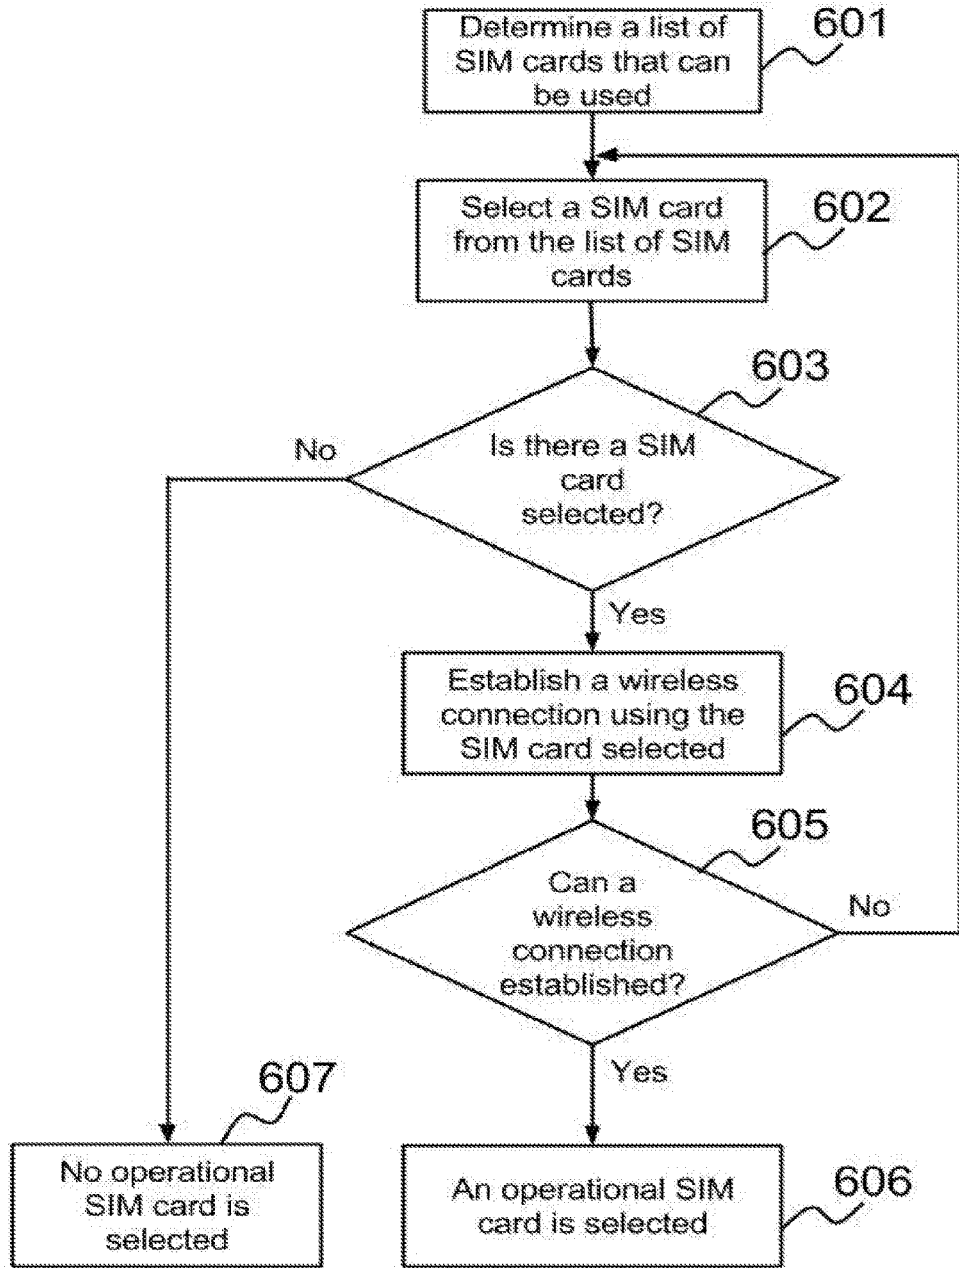 Determine a list of
SIM cards that can
be used
601
Select a SIM card
from the list of SIM
cards
602
603
Is there a SIM
card
selected?
No
Yes
Establish a wireless
connection using the
SIM card selected
604
605
Can a
wireless
connection
established?
No
Yes
607
No operational
SIM card is
selected
An operational SIM
card is selected
606